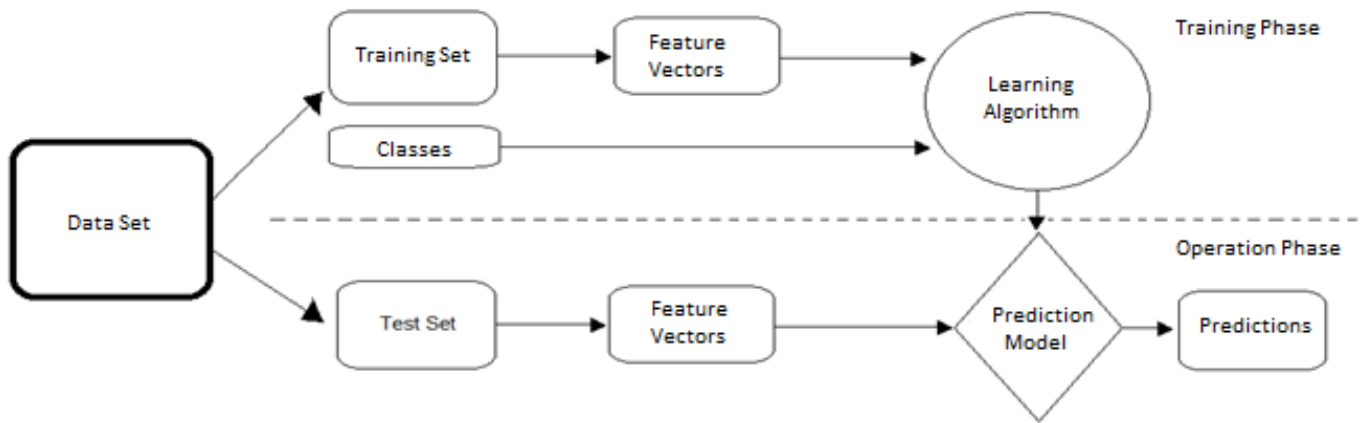 Training Set
Feature
Vectors
Learning
Algorithm
Training Phase
Classes
Data Set
Operation Phase
Test Set
Feature
Vectors
Prediction
Model
Predictions